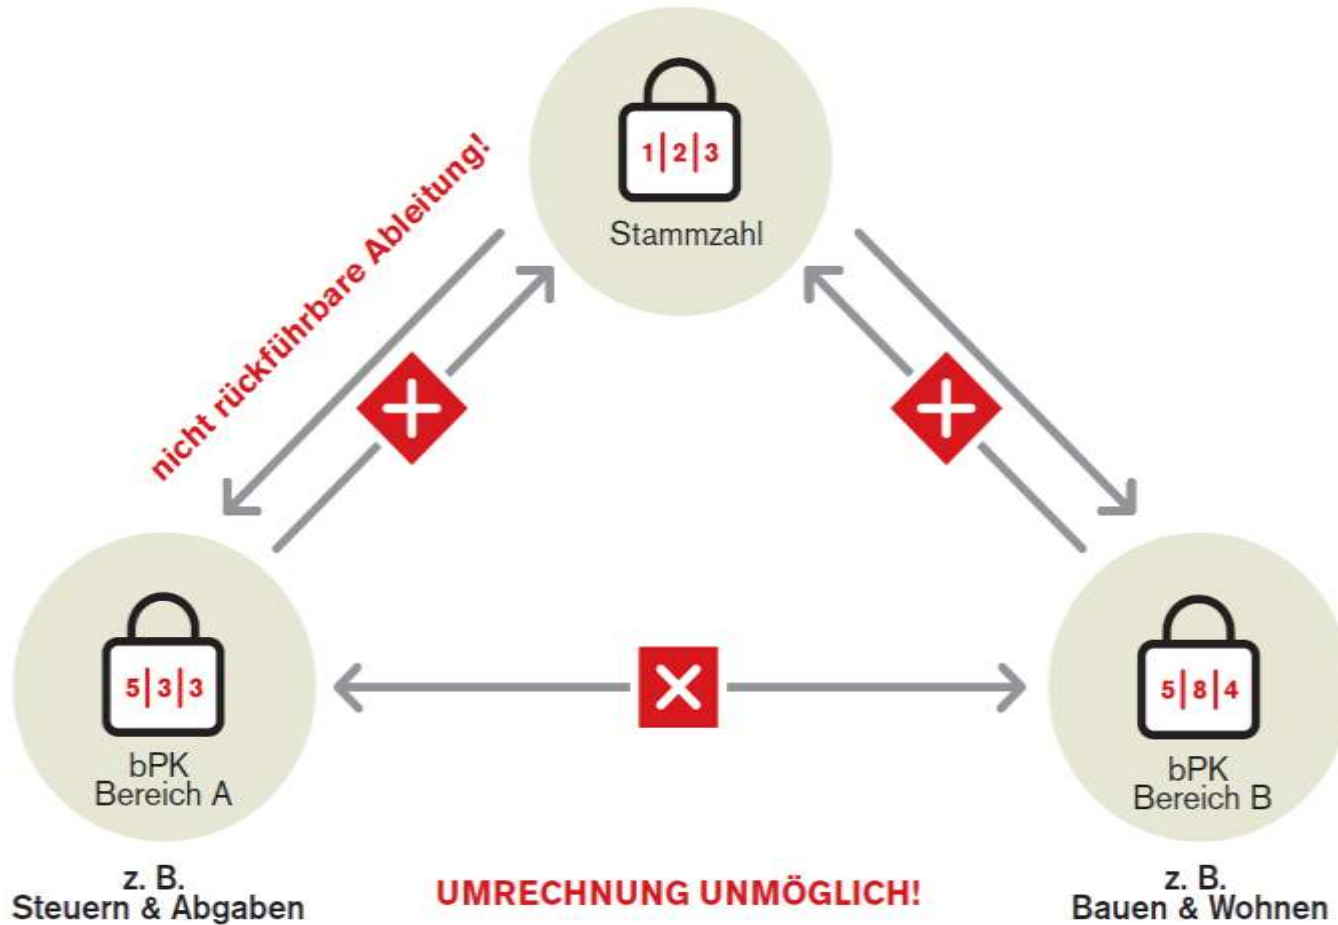 1|2|3
Stammzahl
nicht rückführbare Ableitung!
5|3|3
bPK
Bereich A
z. B.
Steuern & Abgaben
5|8|4
bPK
Bereich B
z. B.
Bauen & Wohnen
UMRECHNUNG UNMÖGLICH!